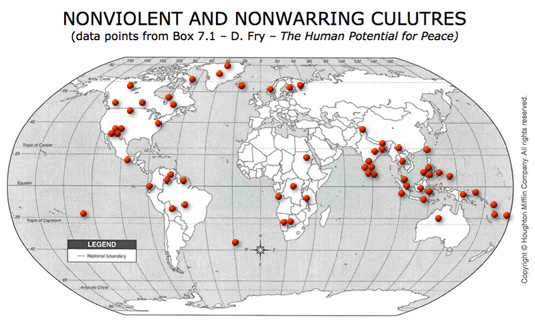 NONVIOLENT AND NONWARRING CULUTRES
(data points from Box 7.1 – D. Fry – The Human Potential for Peace)
Arctic Circle
Tropic of Cancer
Equator
Tropic of Capricorn
Antarctic Circle
LEGEND
National boundary
Copyright © Houghton Mifflin Company. All rights reserved.